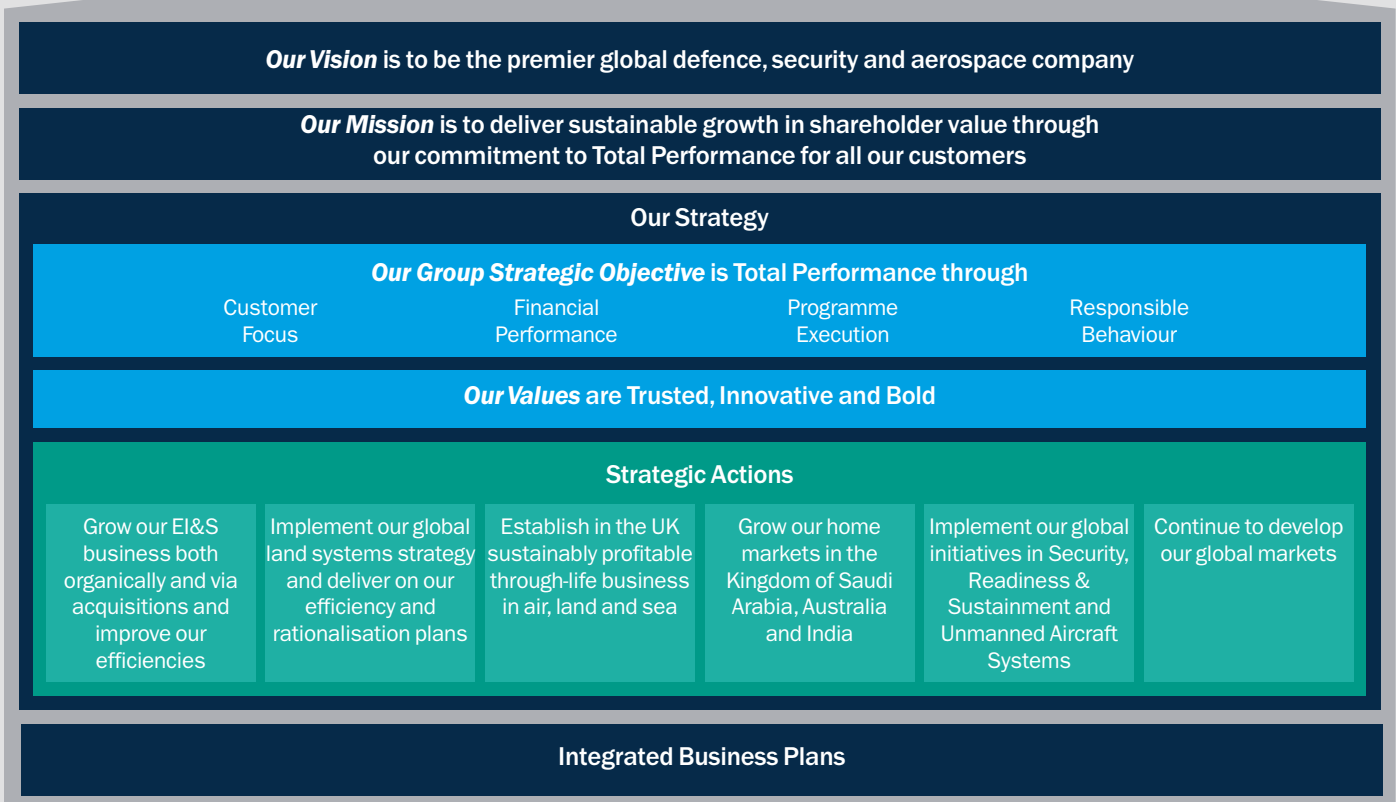 Our Vision is to be the premier global defence, security and aerospace company
Our Mission is to deliver sustainable growth in shareholder value through
our commitment to Total Performance for all our customers
Our Strategy
Our Group Strategic Objective is Total Performance through
Customer
Focus
Financial
Performance
Programme
Execution
Responsible
Behaviour
Our Values are Trusted, Innovative and Bold
Strategic Actions
Grow our EI&S
business both
organically and via
acquisitions and
improve our
efficiencies
Implement our global
land systems strategy
and deliver on our
efficiency and
rationalisation plans
Establish in the UK
sustainably profitable
through-life business
in air, land and sea
Grow our home
markets in the
Kingdom of Saudi
Arabia, Australia
and India
Implement our global
initiatives in Security,
Readiness &
Sustainment and
Unmanned Aircraft
Systems
Continue to develop
our global markets
Integrated Business Plans